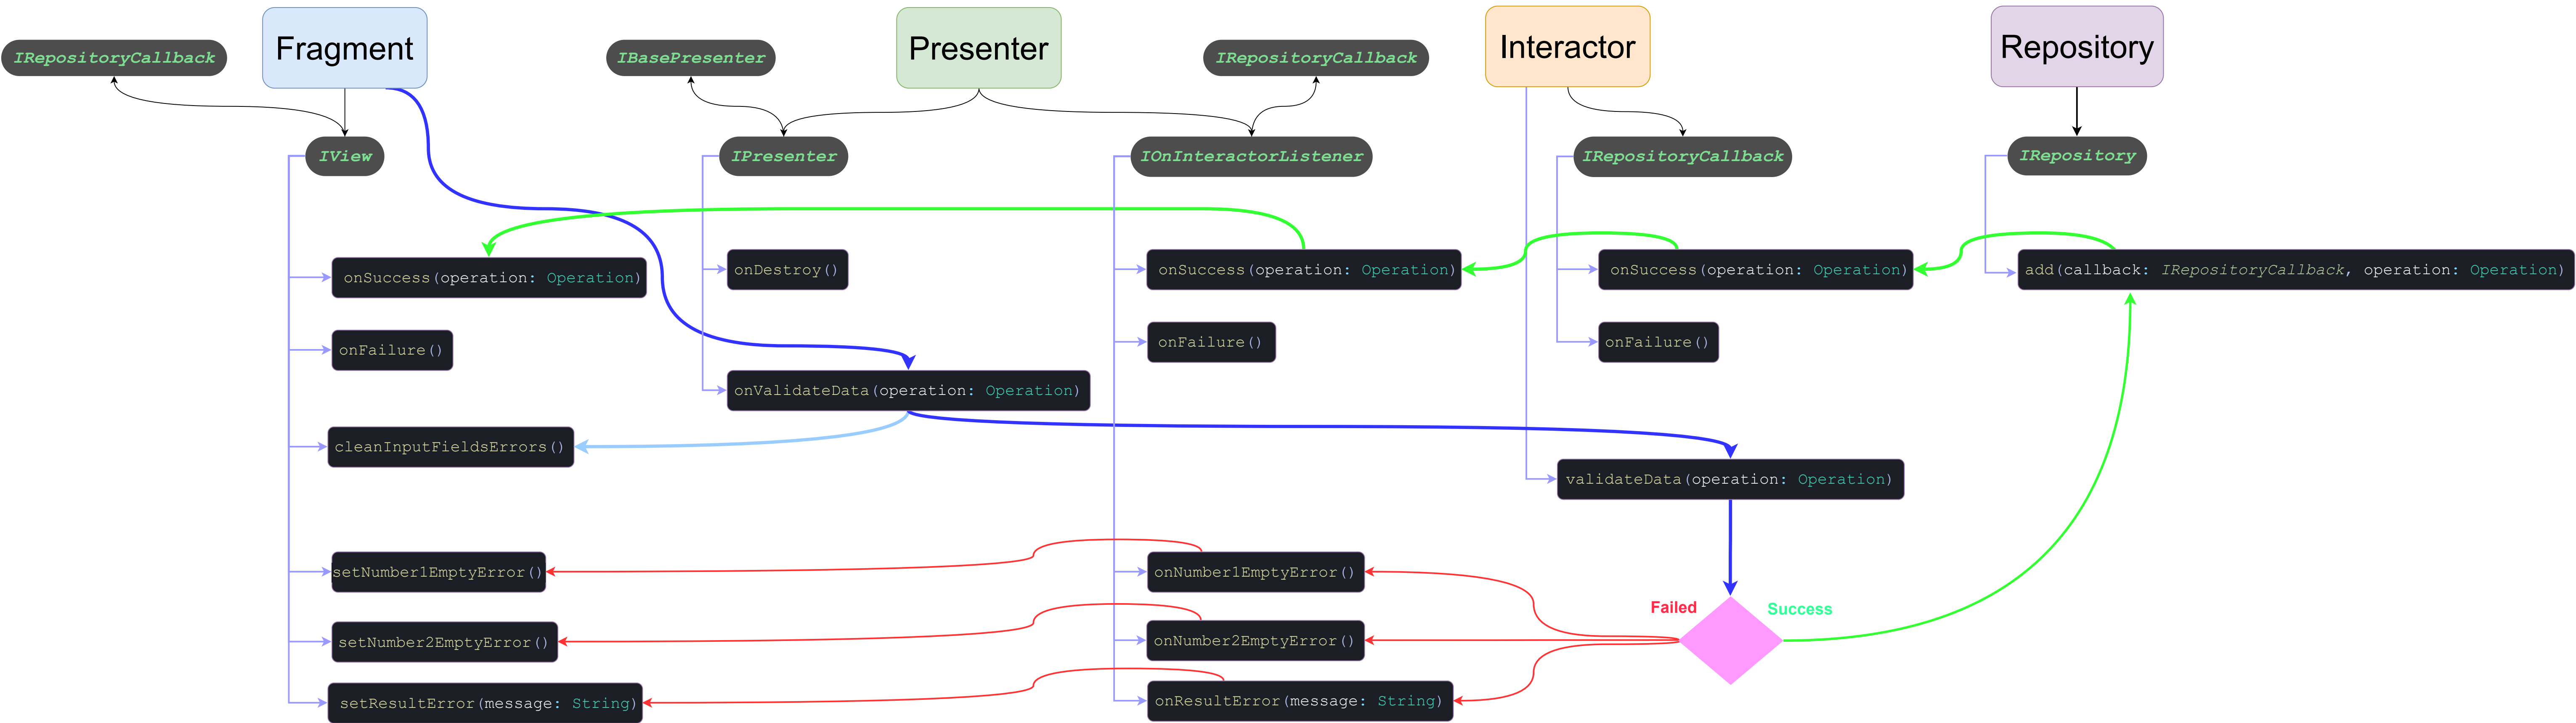 Fragment
Presenter
Interactor
Repository
IRepositoryCallback
IBasePresenter
IRepositoryCallback
IView
IPresenter
IOnInteractorListener
IRepositoryCallback
IRepository
onSuccess(operation: Operation)
onDestroy()
onSuccess(operation: Operation)
onSuccess(operation: Operation)
add(callback: IRepositoryCallback, operation: Operation)
onFailure()
onFailure()
onFailure()
onValidateData(operation: Operation)
cleanInputFieldsErrors()
validateData(operation: Operation)
setNumber1EmptyError()
onNumber1EmptyError()
Failed
Success
setNumber2EmptyError()
onNumber2EmptyError()
setResultError(message: String)
onResultError(message: String)